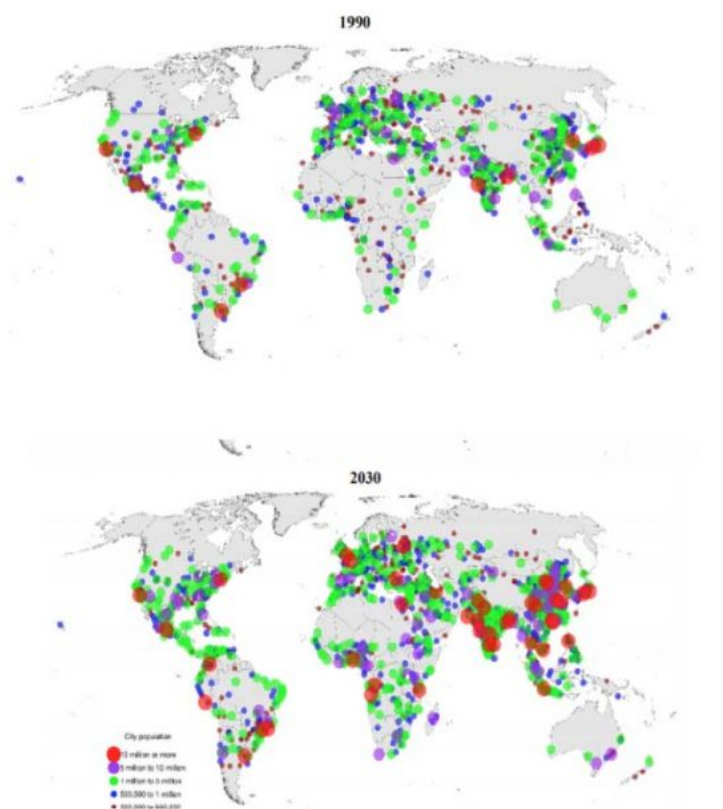 1990
2030
City population
10 million or more
5 million to 10 million
1 million to 5 million
500,000 to 1 million